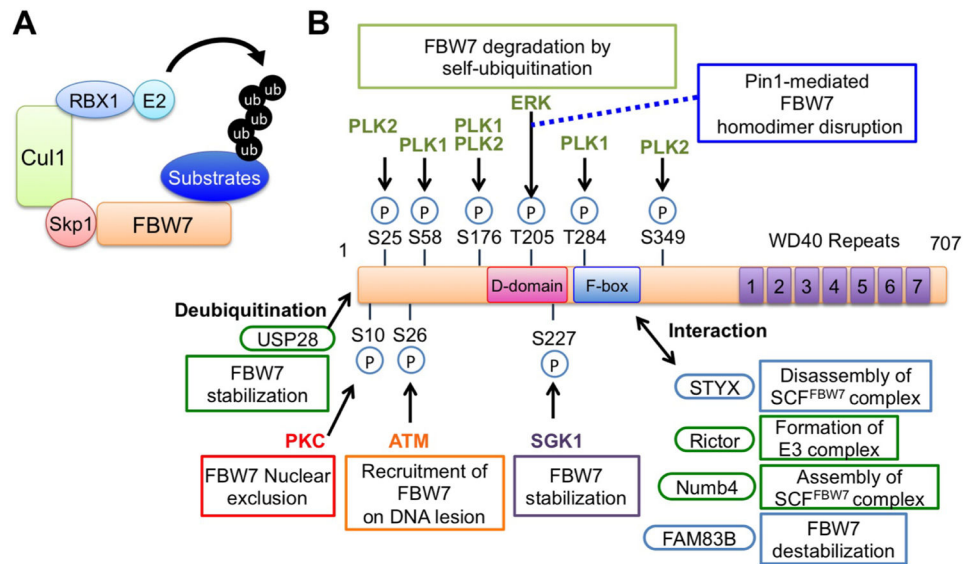 A
RBX1
E2
ub
ub
ub
ub
ub
Cul1
Substrates
Skp1
FBW7
B
FBW7 degradation by
self-ubiquitination
Pin1-mediated
FBW7
homodimer disruption
ERK
PLK2
PLK1
PLK1
PLK2
PLK1
PLK2
P
P
P
P
P
P
S25
S58
S176
T205
T284
S349
1
WD40 Repeats
707
D-domain
F-box
1 2 3 4 5 6 7
Deubiquitination
USP28
FBW7
stabilization
S10
S26
S227
P
P
P
PKC
FBW7 Nuclear
exclusion
ATM
Recruitment of
FBW7
on DNA lesion
SGK1
FBW7
stabilization
Interaction
STYX
Disassembly of
SCFFBW7 complex
Rictor
Formation of
E3 complex
Numb4
Assembly of
SCFFBW7 complex
FAM83B
FBW7
destabilization